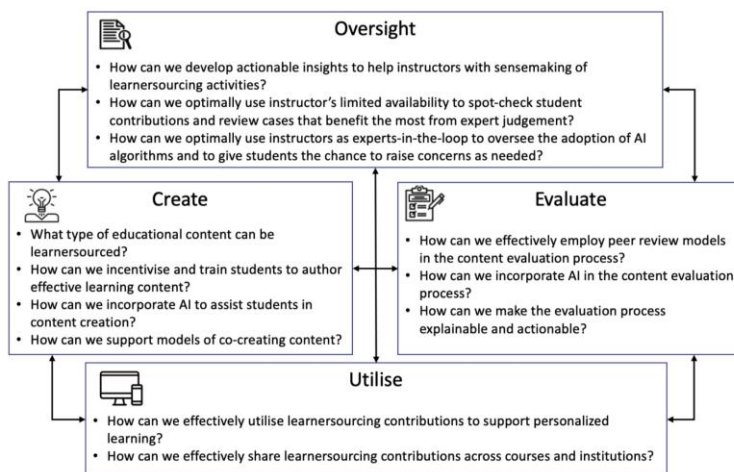 Oversight
• How can we develop actionable insights to help instructors with sensemaking of
learnersourcing activities?
• How can we optimally use instructor's limited availability to spot-check student
contributions and review cases that benefit the most from expert judgement?
• How can we optimally use instructors as experts-in-the-loop to oversee the adoption of AI
algorithms and to give students the chance to raise concerns as needed?
Create
• What type of educational content can be
learnersourced?
• How can we incentivise and train students to author
effective learning content?
• How can we incorporate AI to assist students in
content creation?
• How can we support models of co-creating content?
Evaluate
• How can we effectively employ peer review models
in the content evaluation process?
• How can we incorporate AI in the content evaluation
process?
• How can we make the evaluation process
explainable and actionable?
Utilise
• How can we effectively utilise learnersourcing contributions to support personalized
learning?
• How can we effectively share learnersourcing contributions across courses and institutions?